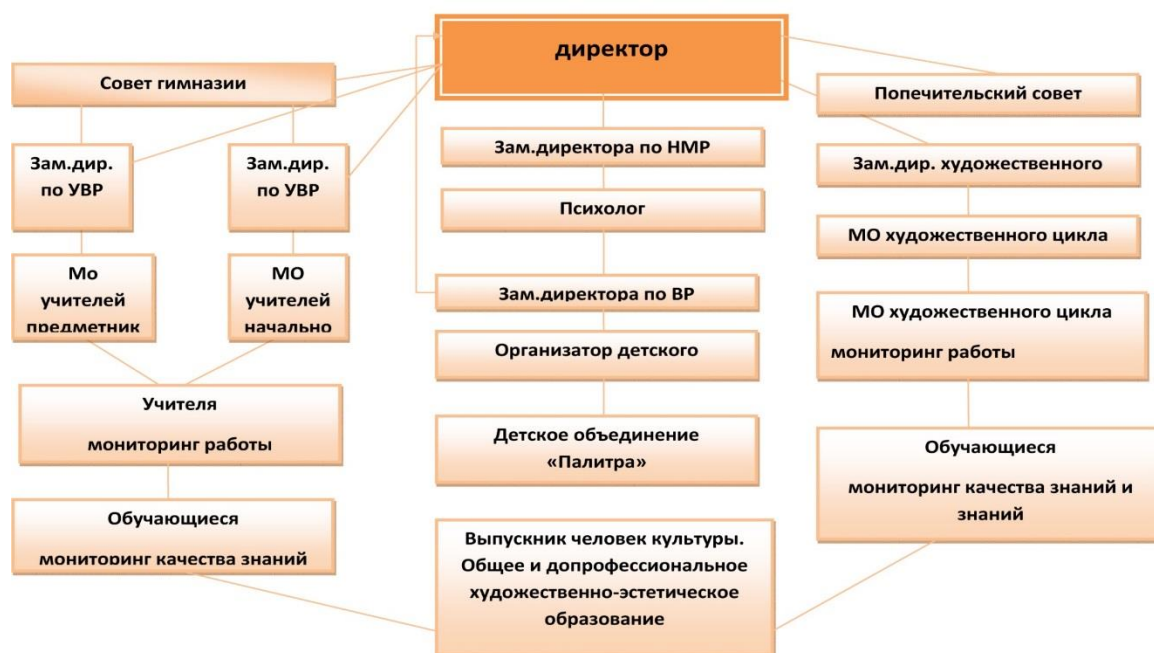 директор
Совет гимназии
Попечительский совет
Зам.дир.
по УВР
Зам.дир.
по УВР
Зам.директора по НМР
Зам.дир. художественного
Психолог
МО художественного цикла
Мо
учителей
предметник
МО
учителей
начально
Зам.директора по ВР
МО художественного цикла
мониторинг работы
Организатор детского
Учителя
мониторинг работы
Детское объединение
«Палитра»
Обучающиеся
мониторинг качества знаний и
знаний
Обучающиеся
мониторинг качества знаний
Выпускник человек культуры.
Общее и допрофессиональное
художественно-эстетическое
образование